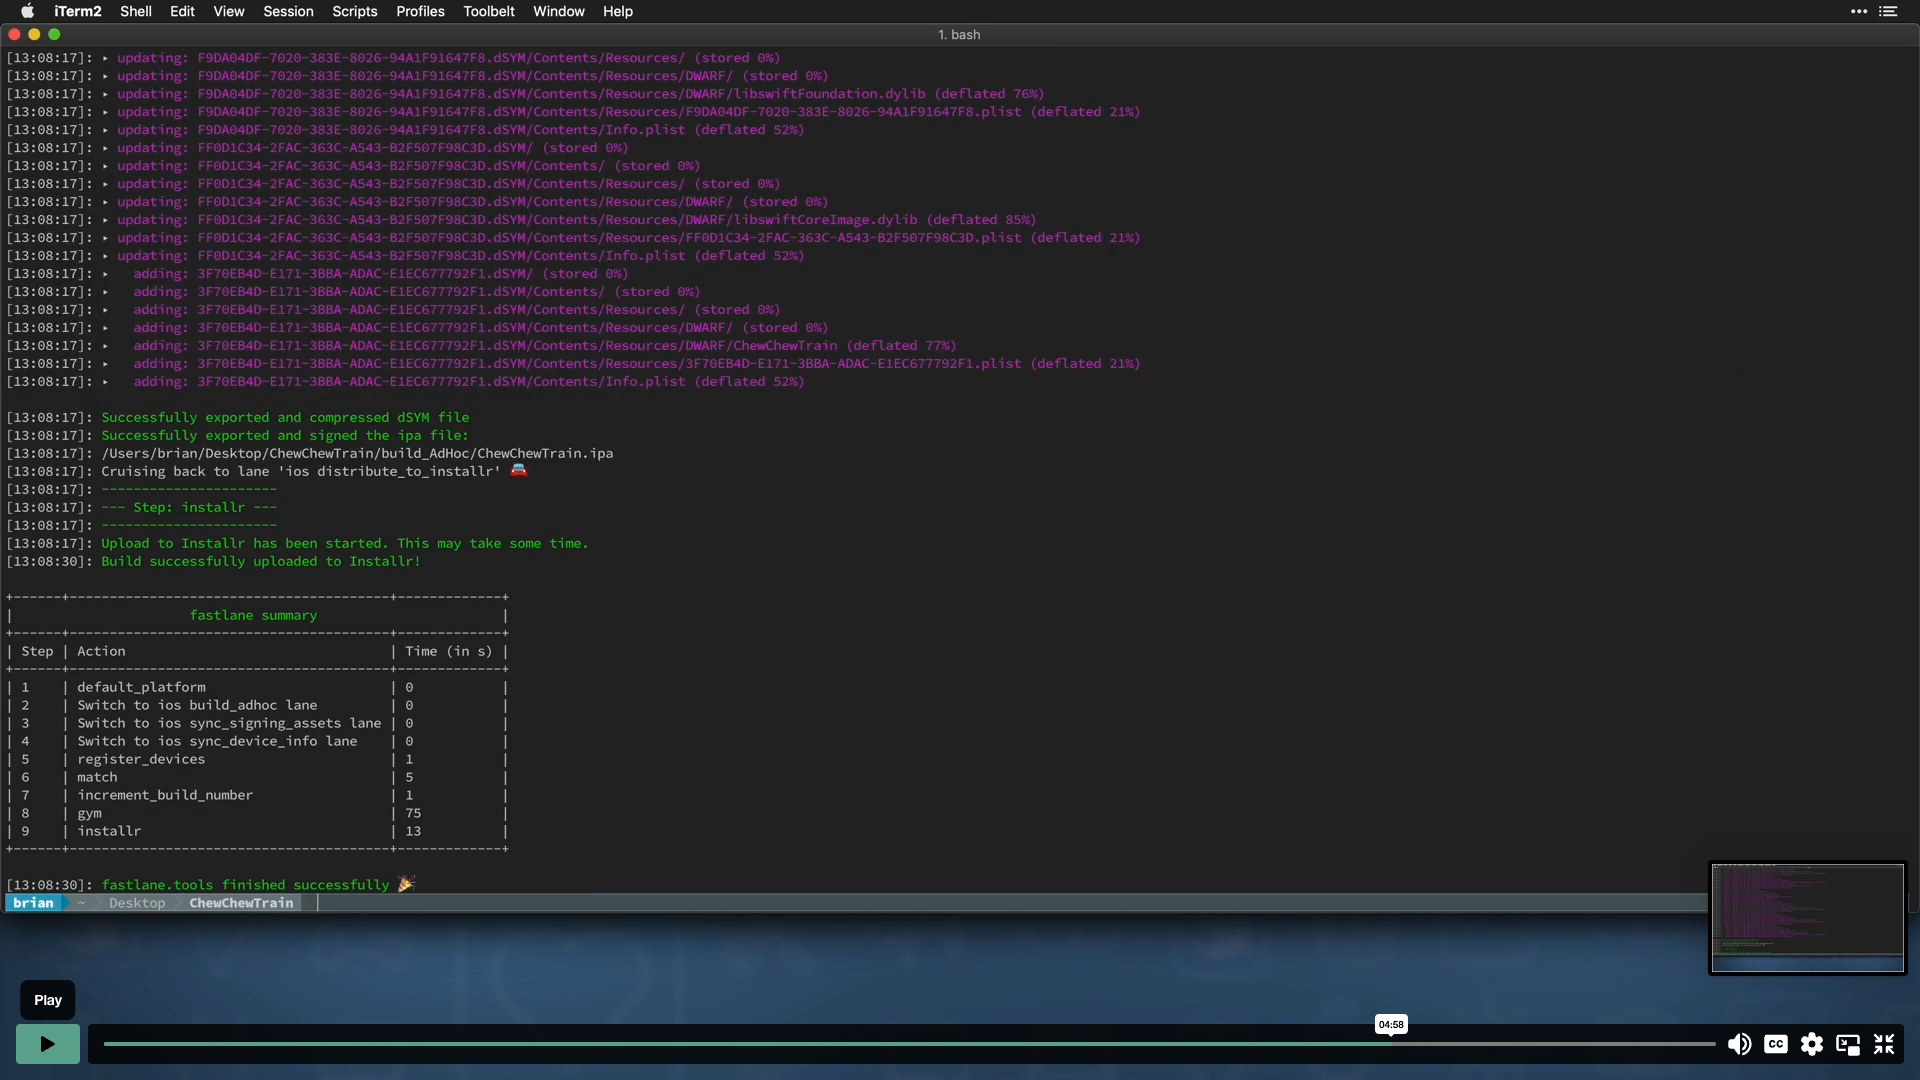 iTerm2 Shell Edit View Session Scripts Profiles Toolbelt Window Help
1. bash
[13:08:17]: ▸ updating: F9DA04DF-7020-383E-8026-94A1F91647F8.dSYM/Contents/Resources/ (stored 0%)
[13:08:17]: ▸ updating: F9DA04DF-7020-383E-8026-94A1F91647F8.dSYM/Contents/Resources/DWARF/ (stored 0%)
[13:08:17]: ▸ updating: F9DA04DF-7020-383E-8026-94A1F91647F8.dSYM/Contents/Resources/DWARF/libswiftFoundation.dylib (deflated 76%)
[13:08:17]: ▸ updating: F9DA04DF-7020-383E-8026-94A1F91647F8.dSYM/Contents/Resources/F9DA04DF-7020-383E-8026-94A1F91647F8.plist (deflated 21%)
[13:08:17]: ▸ updating: F9DA04DF-7020-383E-8026-94A1F91647F8.dSYM/Contents/Info.plist (deflated 52%)
[13:08:17]: ▸ updating: FF0D1C34-2FAC-363C-A543-B2F507F98C3D.dSYM/ (stored 0%)
[13:08:17]: ▸ updating: FF0D1C34-2FAC-363C-A543-B2F507F98C3D.dSYM/Contents/ (stored 0%)
[13:08:17]: ▸ updating: FF0D1C34-2FAC-363C-A543-B2F507F98C3D.dSYM/Contents/Resources/ (stored 0%)
[13:08:17]: ▸ updating: FF0D1C34-2FAC-363C-A543-B2F507F98C3D.dSYM/Contents/Resources/DWARF/ (stored 0%)
[13:08:17]: ▸ updating: FF0D1C34-2FAC-363C-A543-B2F507F98C3D.dSYM/Contents/Resources/DWARF/libswiftCoreImage.dylib (deflated 85%)
[13:08:17]: ▸ updating: FF0D1C34-2FAC-363C-A543-B2F507F98C3D.dSYM/Contents/Resources/FF0D1C34-2FAC-363C-A543-B2F507F98C3D.plist (deflated 21%)
[13:08:17]: ▸ updating: FF0D1C34-2FAC-363C-A543-B2F507F98C3D.dSYM/Contents/Info.plist (deflated 52%)
[13:08:17]: ▸   adding: 3F70EB4D-E171-3BBA-ADAC-E1EC677792F1.dSYM/ (stored 0%)
[13:08:17]: ▸   adding: 3F70EB4D-E171-3BBA-ADAC-E1EC677792F1.dSYM/Contents/ (stored 0%)
[13:08:17]: ▸   adding: 3F70EB4D-E171-3BBA-ADAC-E1EC677792F1.dSYM/Contents/Resources/ (stored 0%)
[13:08:17]: ▸   adding: 3F70EB4D-E171-3BBA-ADAC-E1EC677792F1.dSYM/Contents/Resources/DWARF/ (stored 0%)
[13:08:17]: ▸   adding: 3F70EB4D-E171-3BBA-ADAC-E1EC677792F1.dSYM/Contents/Resources/DWARF/ChewChewTrain (deflated 77%)
[13:08:17]: ▸   adding: 3F70EB4D-E171-3BBA-ADAC-E1EC677792F1.dSYM/Contents/Resources/3F70EB4D-E171-3BBA-ADAC-E1EC677792F1.plist (deflated 21%)
[13:08:17]: ▸   adding: 3F70EB4D-E171-3BBA-ADAC-E1EC677792F1.dSYM/Contents/Info.plist (deflated 52%)
[13:08:17]: Successfully exported and compressed dSYM file
[13:08:17]: Successfully exported and signed the ipa file:
[13:08:17]: /Users/brian/Desktop/ChewChewTrain/build_AdHoc/ChewChewTrain.ipa
[13:08:17]: Cruising back to lane 'ios distribute_to_installr' 🚘
[13:08:17]: ----------------------
[13:08:17]: --- Step: installr ---
[13:08:17]: ----------------------
[13:08:17]: Upload to Installr has been started. This may take some time.
[13:08:30]: Build successfully uploaded to Installr!
+------+----------------------------------------+-------------+
|                       fastlane summary                       |
+------+----------------------------------------+-------------+
| Step | Action                                 | Time (in s) |
+------+----------------------------------------+-------------+
| 1    | default_platform                       | 0           |
| 2    | Switch to ios build_adhoc lane         | 0           |
| 3    | Switch to ios sync_signing_assets lane | 0           |
| 4    | Switch to ios sync_device_info lane    | 0           |
| 5    | register_devices                       | 1           |
| 6    | match                                  | 5           |
| 7    | increment_build_number                 | 1           |
| 8    | gym                                    | 75          |
| 9    | installr                               | 13          |
+------+----------------------------------------+-------------+
[13:08:30]: fastlane.tools finished successfully 🎉
brian ~ Desktop ChewChewTrain
Play
04:58
CC